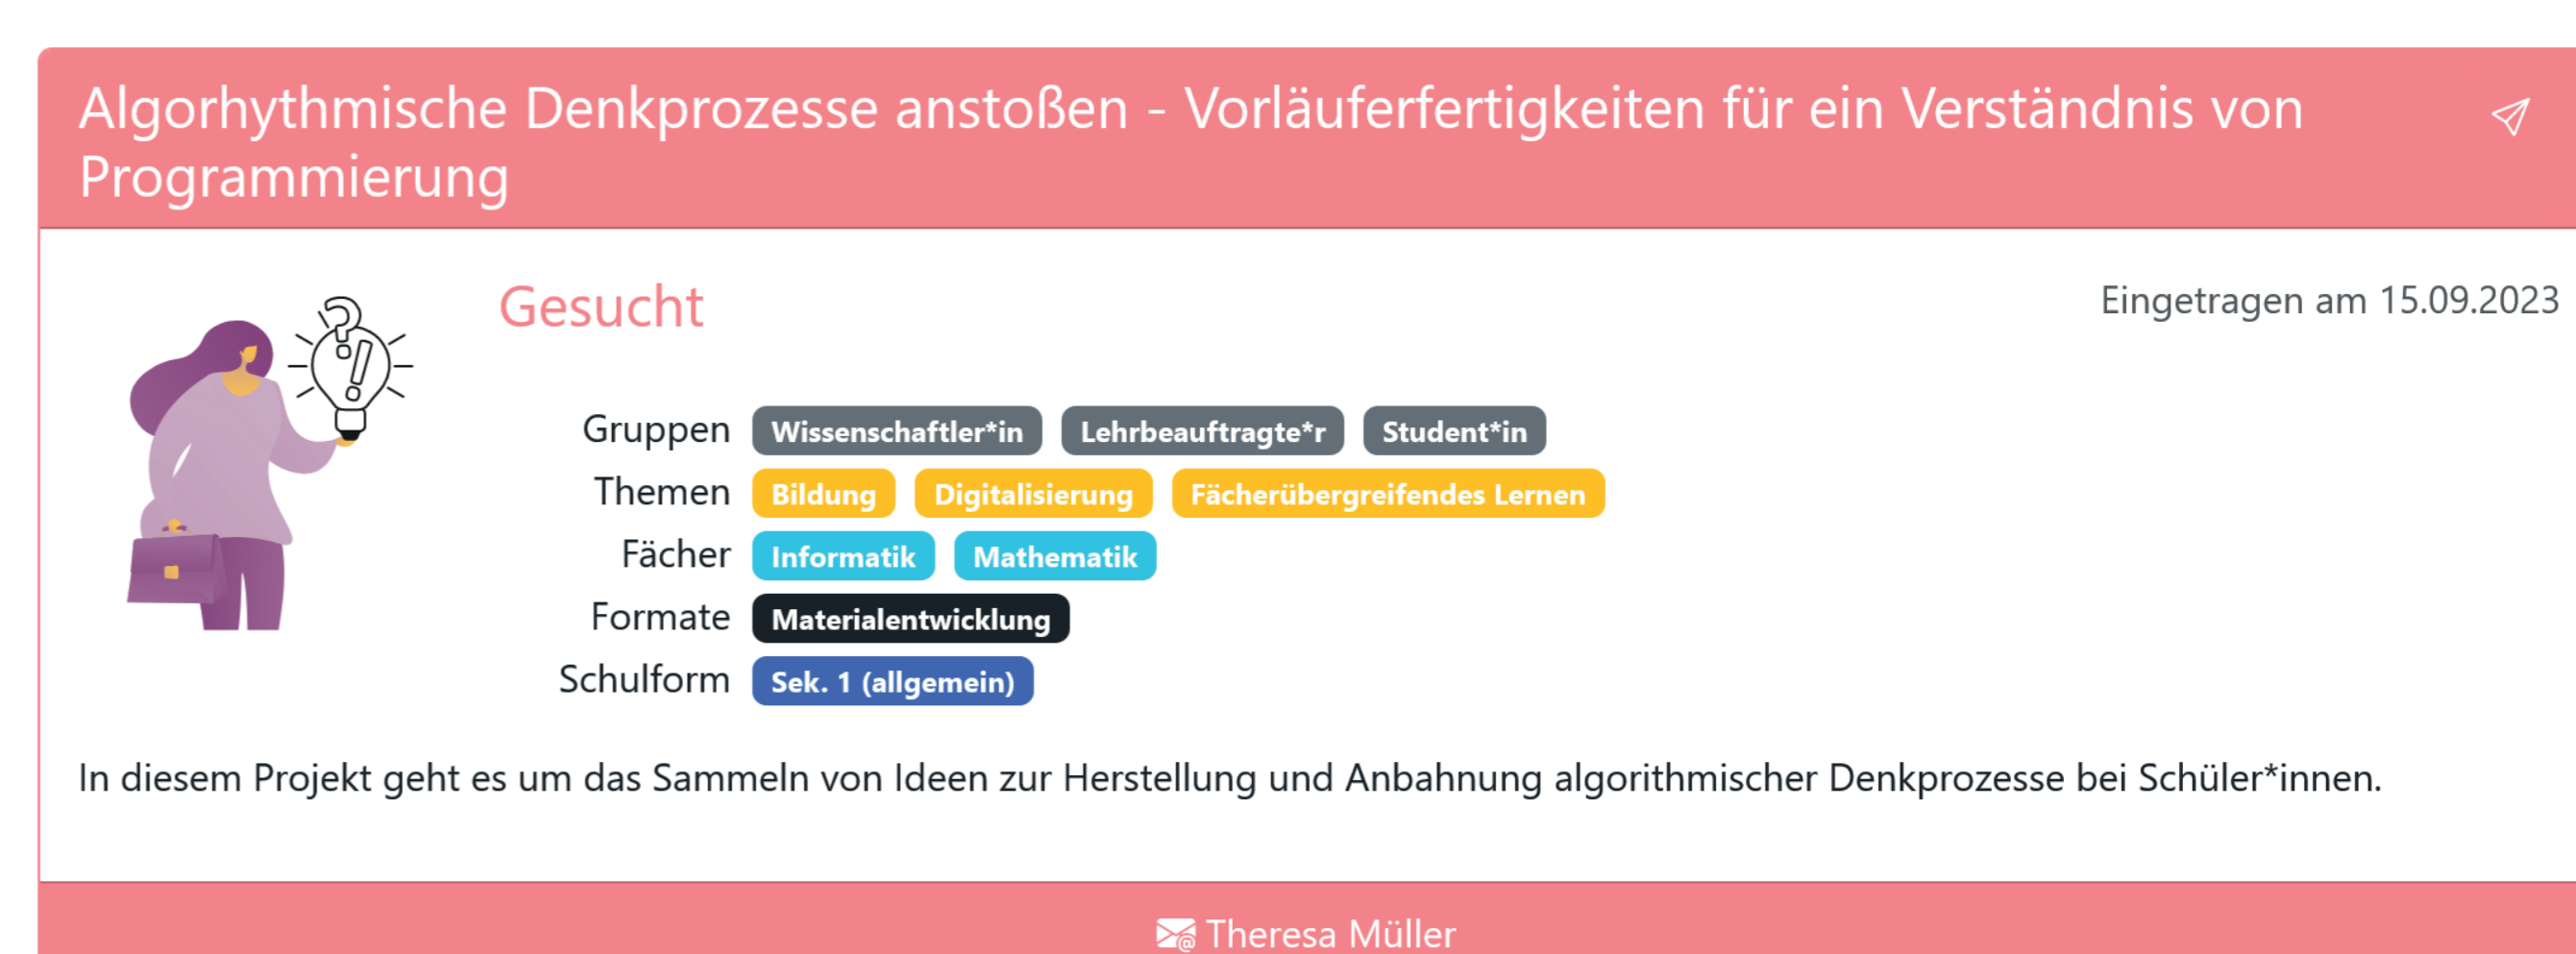 Algorhythmische Denkprozesse anstoßen - Vorläuferfertigkeiten für ein Verständnis von
Programmierung
Gesucht
Eingetragen am 15.09.2023
Gruppen Wissenschaftler*in Lehrbeauftragte*r Student*in
Themen Bildung Digitalisierung Fächerübergreifendes Lernen
Fächer Informatik Mathematik
Formate Materialentwicklung
Schulform Sek. 1 (allgemein)
In diesem Projekt geht es um das Sammeln von Ideen zur Herstellung und Anbahnung algorithmischer Denkprozesse bei Schüler*innen.
Theresa Müller